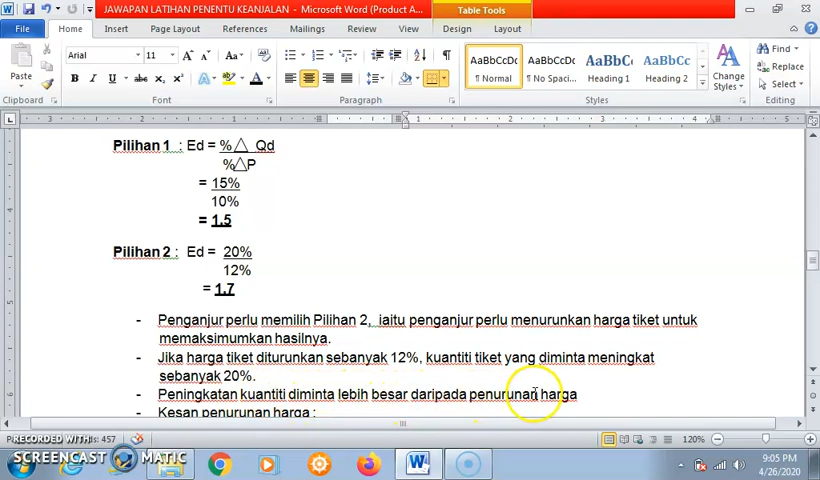 JAWAPAN LATIHAN PENENTU KEANJALAN - Microsoft Word (Product A...
Table Tools
File Home Insert Page Layout References Mailings Review View Design Layout
Arial 11 Find
Replace
Select
Paste
AaBbCcDc AaBbCcDc AaBbCc AaBbCc
¶ Normal ¶ No Spaci... Heading 1 Heading 2
Change Styles
Clipboard Font Paragraph Styles Editing
Pilihan 1 : Ed = %△ Qd
%△P
= 15%
10%
= 1.5
Pilihan 2 : Ed = 20%
12%
= 1.7
- Penganjur perlu memilih Pilihan 2, iaitu penganjur perlu menurunkan harga tiket untuk
memaksimumkan hasilnya.
- Jika harga tiket diturunkan sebanyak 12%, kuantiti tiket yang diminta meningkat
sebanyak 20%.
- Peningkatan kuantiti diminta lebih besar daripada penurunan harga
- Kesan penurunan harga :
457
120%
RECORDED WITH
SCREENCAST MATIC
9:05 PM
4/26/2020